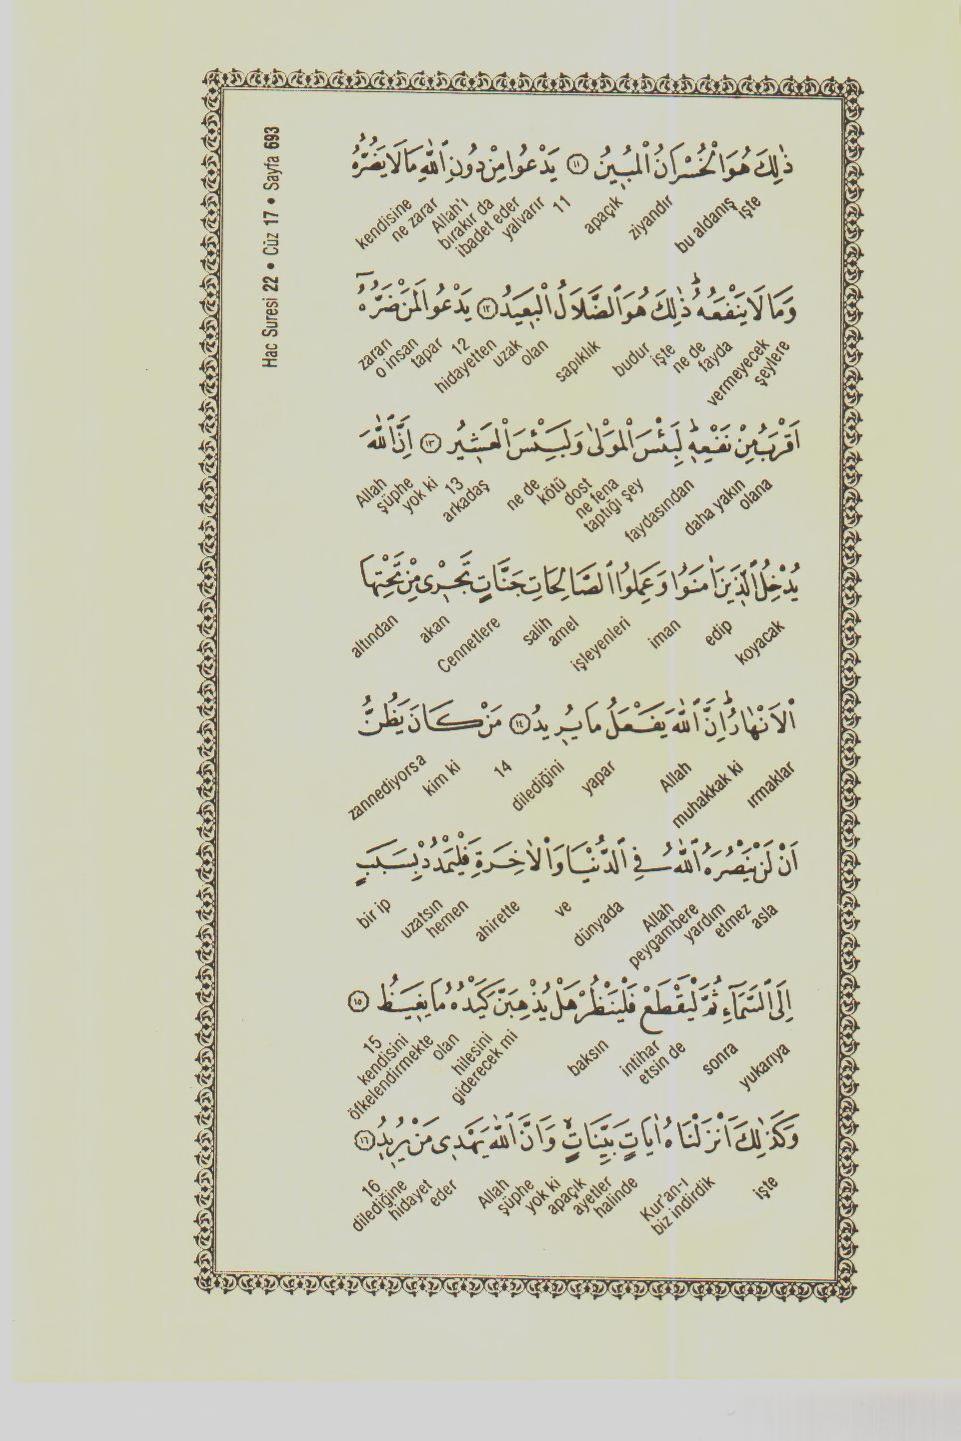 Hac Suresi 22 • Cüz 17 • Sayfa 693
ذٰلِكَ هُوَ الْخُسْرَانُ الْمُبٖينُ ﴿١١﴾ يَدْعُوا مِنْ دُونِ اللّٰهِ مَا لَا يَضُرُّهُ
işte bu aldanış ziyandır apaçık 11 yalvarır ibadet eder bırakır da Allah'ı ne zarar kendisine
وَمَا لَا يَنْفَعُهُ ذٰلِكَ هُوَ الضَّلَالُ الْبَعٖيدُ ﴿١٢﴾ يَدْعُوا لَمَنْ ضَرُّهُٓ
şeylere vermeyecek fayda ne de işte budur sapıklık olan uzak hidayetten 12 tapar o insan zararı
اَقْرَبُ مِنْ نَفْعِهٖ لَبِئْسَ الْمَوْلٰى وَلَبِئْسَ الْعَشٖيرُ ﴿١٣﴾ اِنَّ اللّٰهَ
olana daha yakın faydasından taptığı şey ne fena dost kötü ne de arkadaş 13 yok ki şüphe Allah
يُدْخِلُ الَّذٖينَ اٰمَنُوا وَعَمِلُوا الصَّالِحَاتِ جَنَّاتٍ تَجْرٖى مِنْ تَحْتِهَا
koyacak edip iman işleyenleri amel salih Cennetlere akan altından
الْاَنْهَارُ اِنَّ اللّٰهَ يَفْعَلُ مَا يُرٖيدُ ﴿١٤﴾ مَنْ كَانَ يَظُنُّ
ırmaklar muhakkak ki Allah yapar dilediğini 14 kim ki zannediyorsa
اَنْ لَنْ يَنْصُرَهُ اللّٰهُ فِى الدُّنْيَا وَالْاٰخِرَةِ فَلْيَمْدُدْ بِسَبَبٍ
asla etmez yardım peygambere Allah dünyada ve ahirette hemen uzatsın bir ip
اِلَى السَّمَٓاءِ ثُمَّ لْيَقْطَعْ فَلْيَنْظُرْ هَلْ يُذْهِبَنَّ كَيْدُهُ مَا يَغٖيظُ ﴿١٥﴾
yukarıya sonra etsin de intihar baksın giderecek mi hilesini olan öfkelendirmekte kendisini 15
وَكَذٰلِكَ اَنْزَلْنَاهُ اٰيَاتٍ بَيِّنَاتٍ وَاَنَّ اللّٰهَ يَهْدٖى مَنْ يُرٖيدُ ﴿١٦﴾
işte biz indirdik Kur'an-ı halinde ayetler apaçık yok ki şüphe Allah eder hidayet dilediğine 16